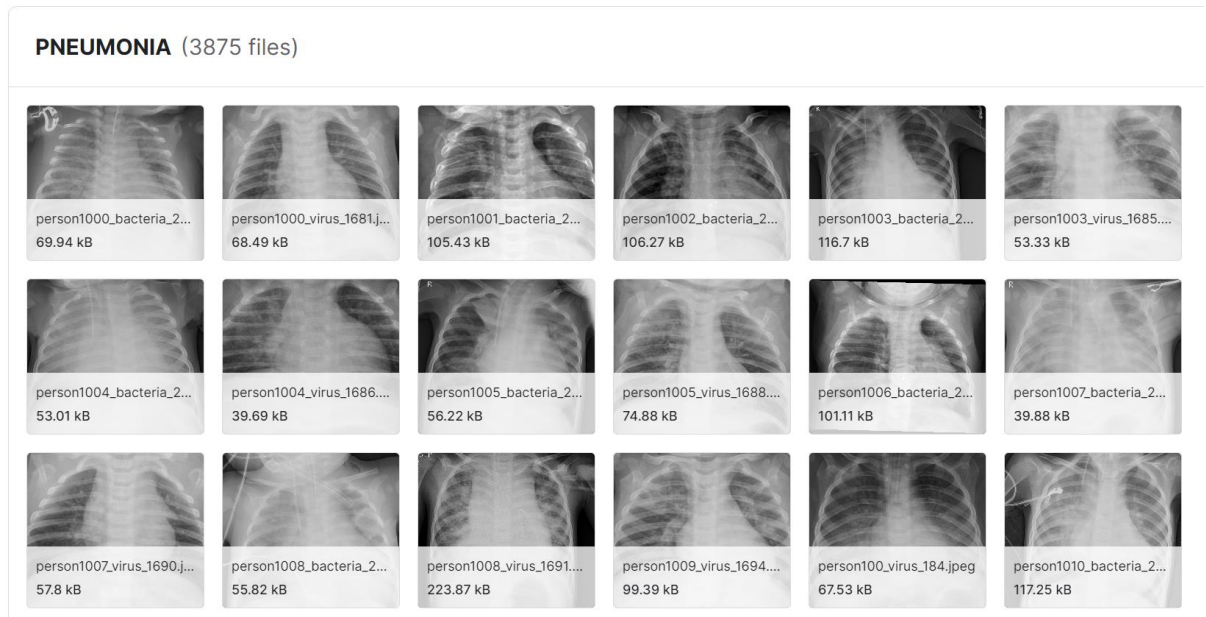 PNEUMONIA (3875 files)
person1000_bacteria_2...
69.94 kB
person1000_virus_1681.j...
68.49 kB
person1001_bacteria_2...
105.43 kB
person1002_bacteria_2...
106.27 kB
R
person1003_bacteria_2...
116.7 kB
person1003_virus_1685....
53.33 kB
person1004_bacteria_2...
53.01 kB
person1004_virus_1686....
39.69 kB
R
person1005_bacteria_2...
56.22 kB
person1005_virus_1688....
74.88 kB
person1006_bacteria_2...
101.11 kB
R
person1007_bacteria_2...
39.88 kB
person1007_virus_1690.j...
57.8 kB
person1008_bacteria_2...
55.82 kB
person1008_virus_1691....
223.87 kB
person1009_virus_1694....
99.39 kB
person100_virus_184.jpeg
67.53 kB
person1010_bacteria_2...
117.25 kB